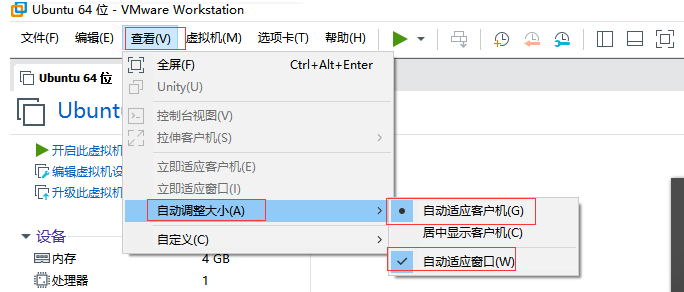 Ubuntu 64 位 - VMware Workstation
文件(F) 编辑(E) 查看(V) 虚拟机(M) 选项卡(T) 帮助(H)
Ubuntu 64 位
全屏(F) Ctrl+Alt+Enter
Unity(U)
Ubuntu
控制台视图(V)
拉伸客户机(S)
开启此虚拟机
立即适应客户机(E)
编辑虚拟机设
立即适应窗口(I)
升级此虚拟机
自动调整大小(A) 自动适应客户机(G)
居中显示客户机(C)
设备 自定义(C)
内存 4 GB 自动适应窗口(W)
处理器 1